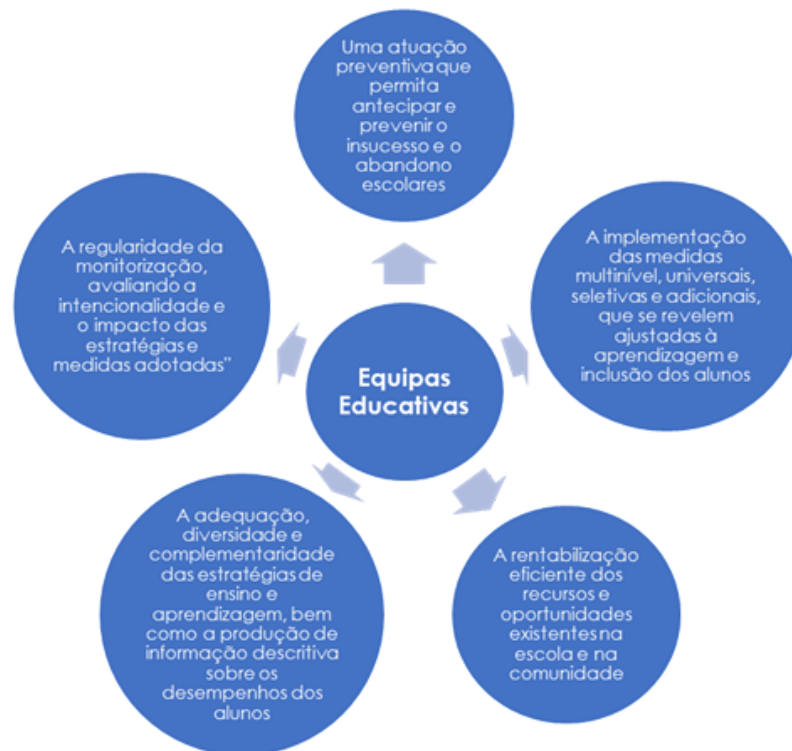 Uma atuação
preventiva que
permita
antecipar e
prevenir o
insucesso e o
abandono
escolares
A implementação
das medidas
multinível, universais,
seletivas e adicionais,
que se revelem
ajustadas à
aprendizagem e
inclusão dos alunos
A rentabilização
eficiente dos
recursos e
oportunidades
existentes na
escola e na
comunidade
A adequação,
diversidade e
complementaridade
das estratégias de
ensino e
aprendizagem, bem
como a produção de
informação descritiva
sobre os
desempenhos dos
alunos
A regularidade da
monitorização,
avaliando a
intencionalidade e
o impacto das
estratégias e
medidas adotadas”
Equipas
Educativas